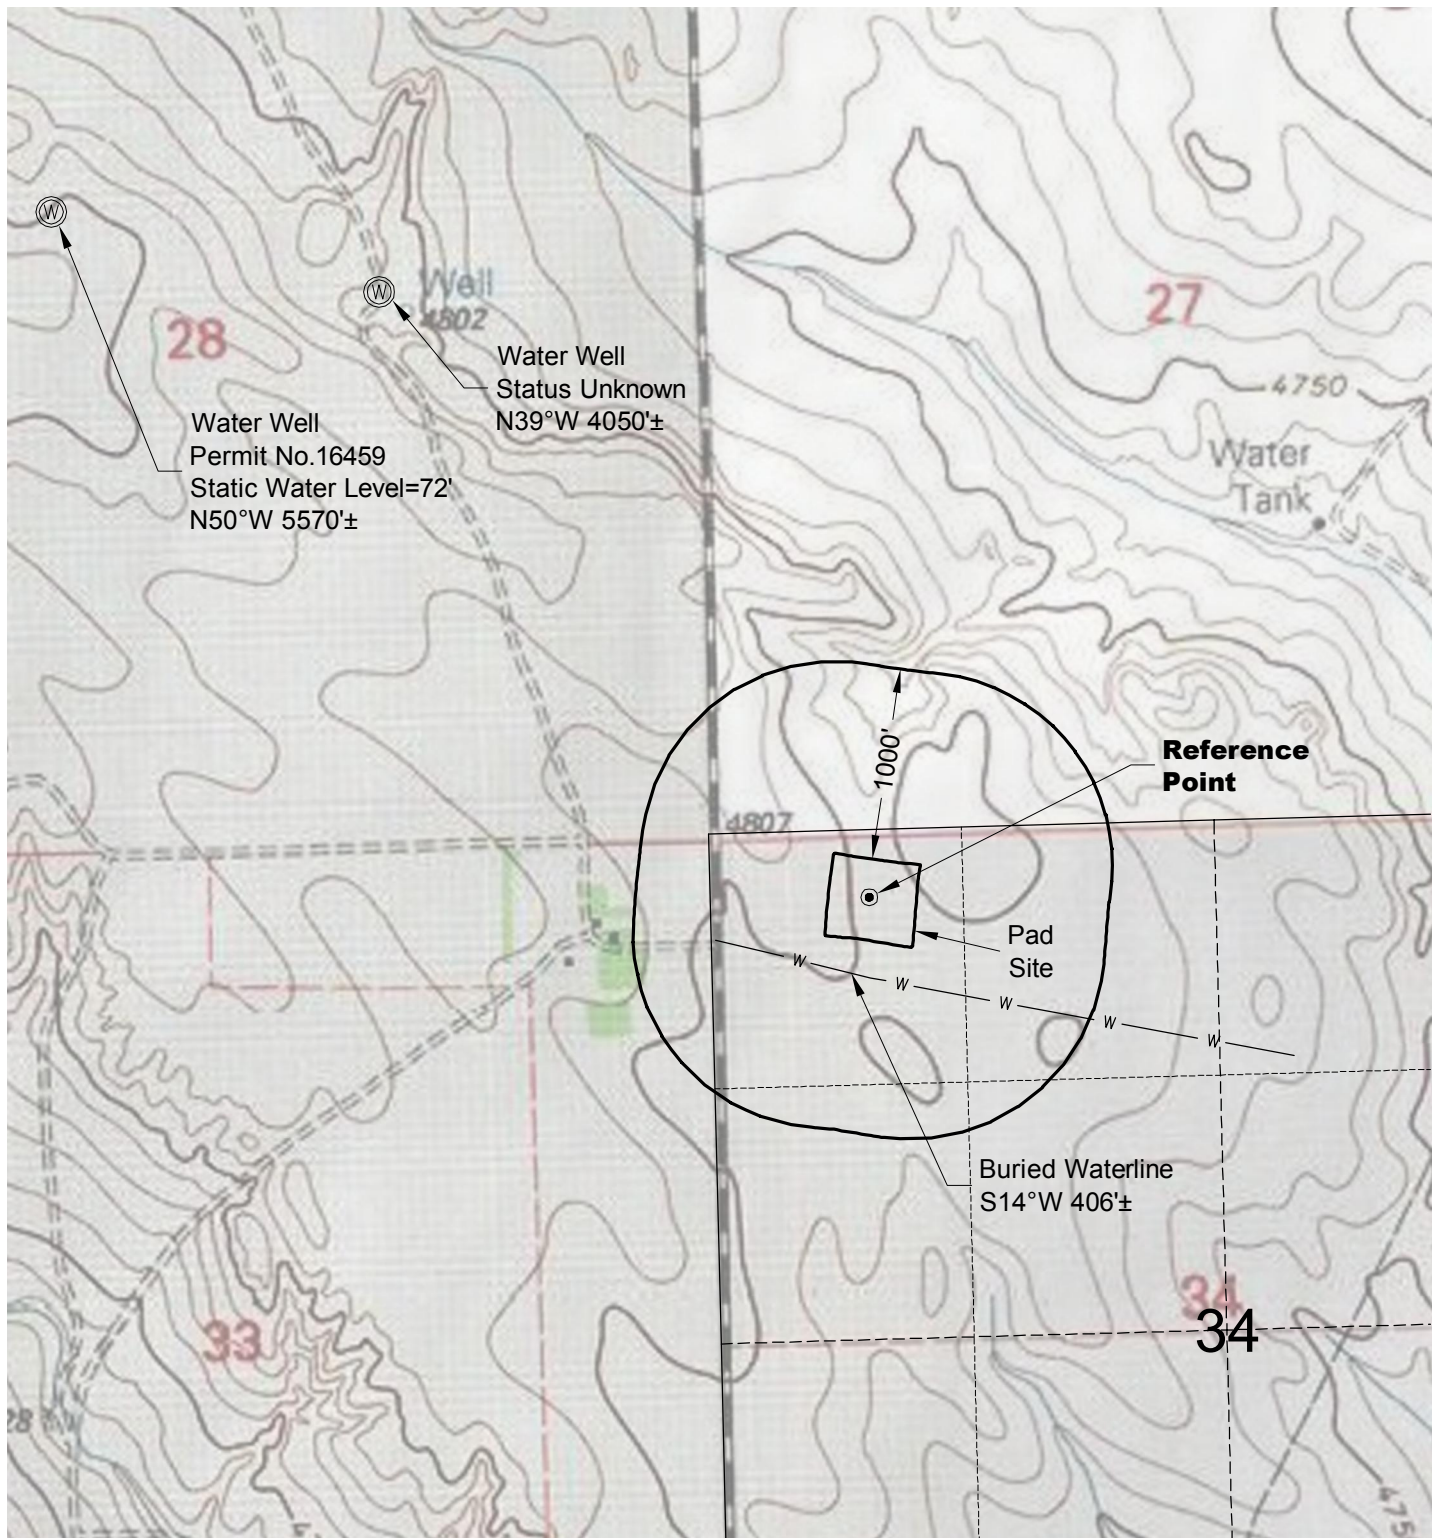 W
W
Well
4802
28
27
Water Well
Status Unknown
N39°W 4050'±
4750
Water Well
Permit No.16459
Static Water Level=72'
N50°W 5570'±
Water
Tank
1000'
Reference
Point
4807
Pad
Site
W
W
W
W
W
Buried Waterline
S14°W 406'±
34
34
33